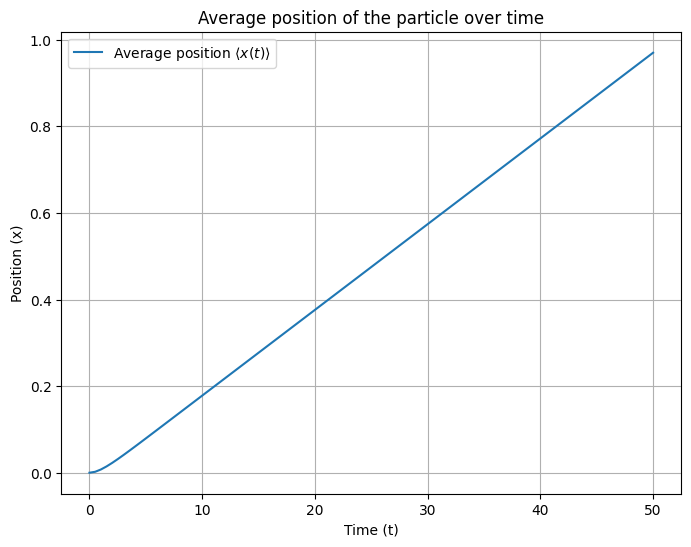 Average position of the particle over time
Average position ⟨x(t)⟩
1.0
0.8
0.6
0.4
0.2
0.0
Position (x)
0 10 20 30 40 50
Time (t)